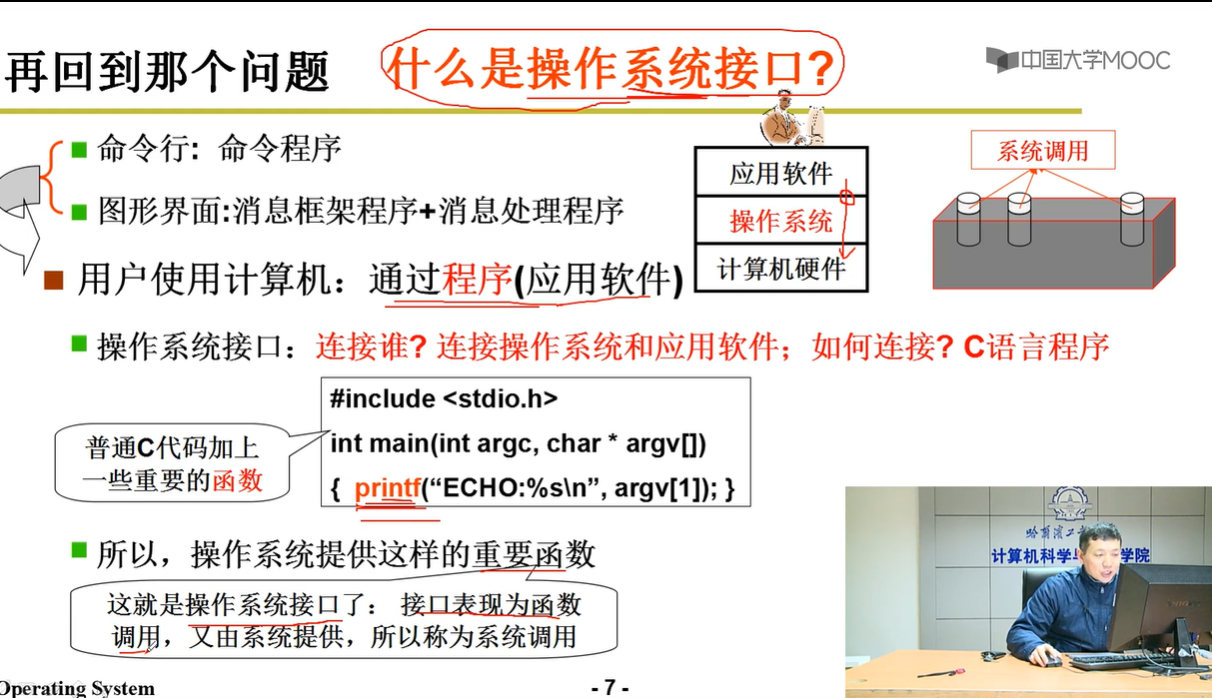 再回到那个问题 什么是操作系统接口?
中国大学MOOC
命令行: 命令程序
图形界面:消息框架程序+消息处理程序
用户使用计算机：通过程序(应用软件)
应用软件
操作系统
计算机硬件
系统调用
操作系统接口：连接谁? 连接操作系统和应用软件；如何连接? C语言程序
普通C代码加上
一些重要的函数
#include <stdio.h>
int main(int argc, char * argv[])
{ printf(“ECHO:%s\n”, argv[1]); }
所以，操作系统提供这样的重要函数
这就是操作系统接口了： 接口表现为函数
调用，又由系统提供，所以称为系统调用
计算机科学与 学院
Operating System
- 7 -